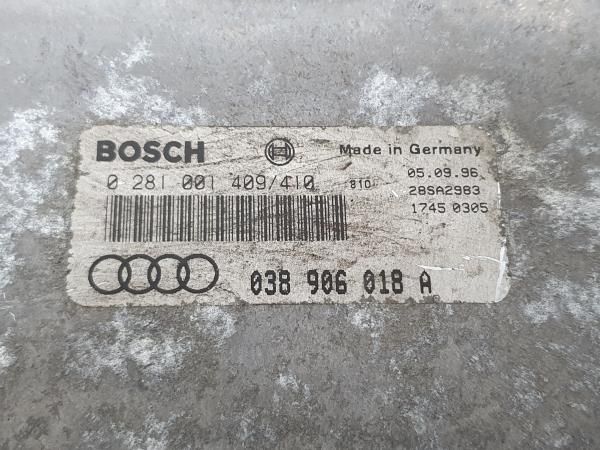 BOSCH Made in Germany
0 281 001 409/410 810 05.09.96
28SA2983
1745 0305
038 906 018 A